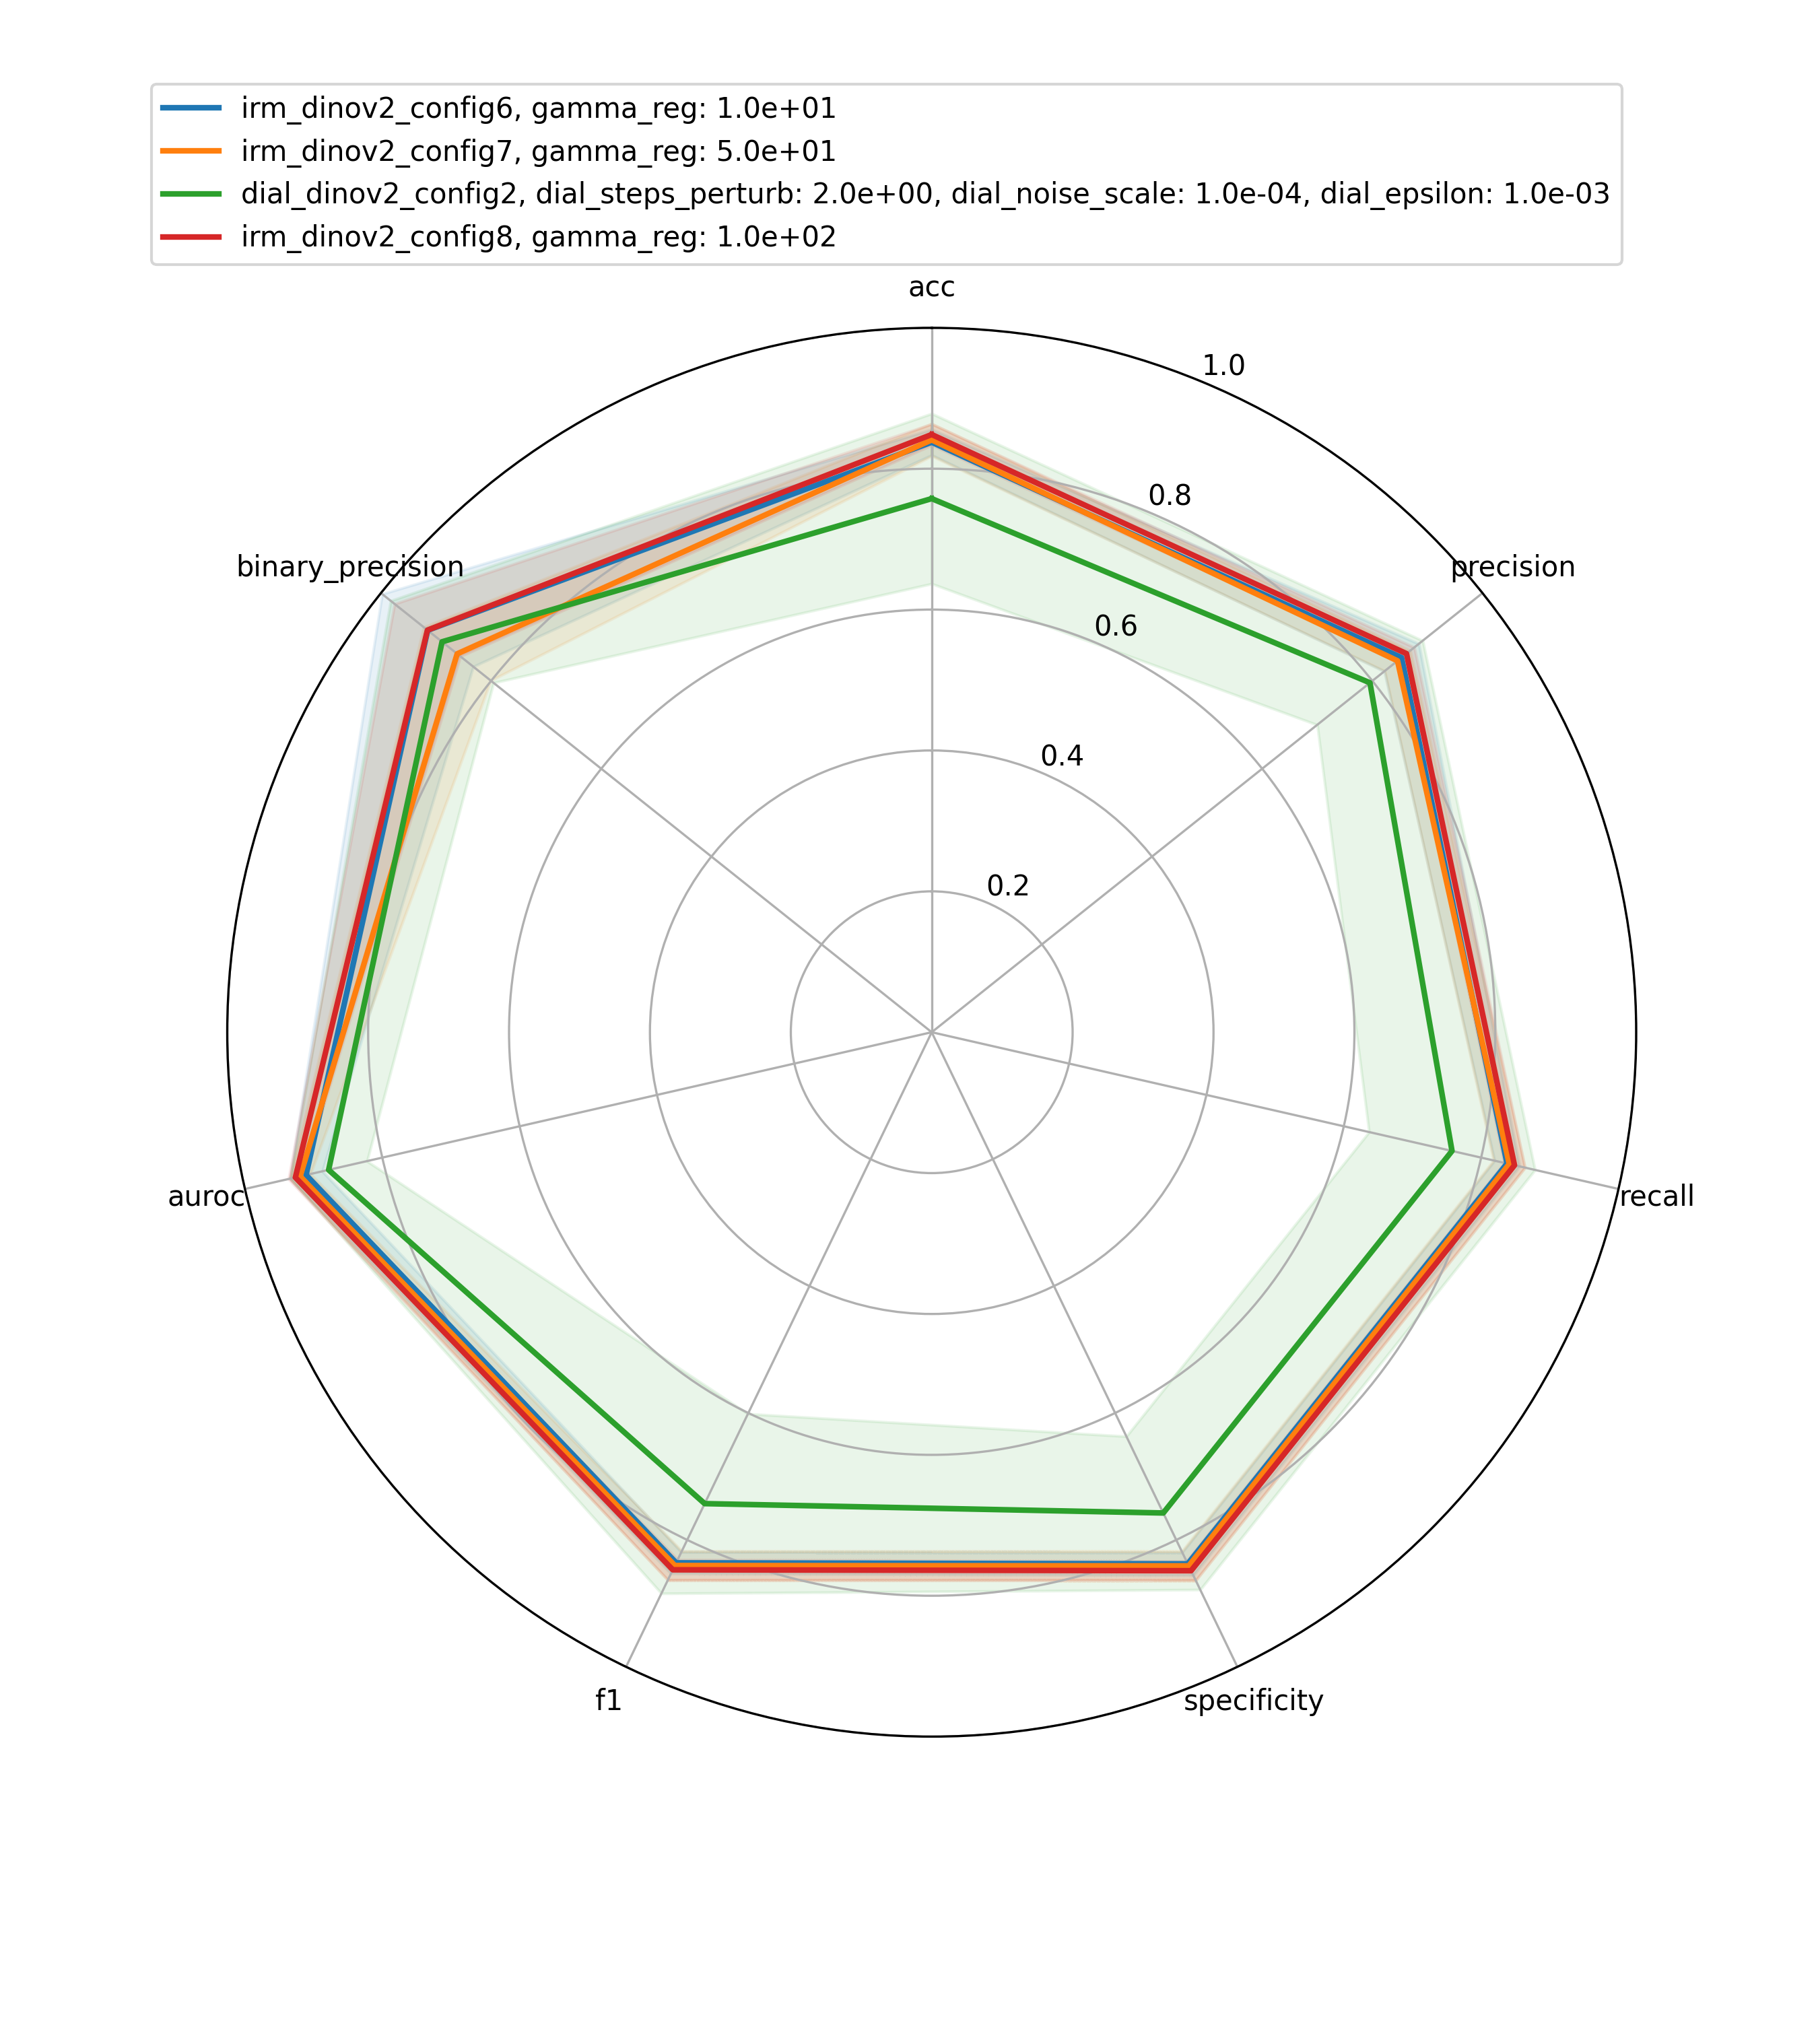 irm_dinov2_config6, gamma_reg: 1.0e+01
irm_dinov2_config7, gamma_reg: 5.0e+01
dial_dinov2_config2, dial_steps_perturb: 2.0e+00, dial_noise_scale: 1.0e-04, dial_epsilon: 1.0e-03
irm_dinov2_config8, gamma_reg: 1.0e+02
acc
1.0
0.8
binary_precision
precision
0.6
0.4
0.2
auroc
recall
f1
specificity